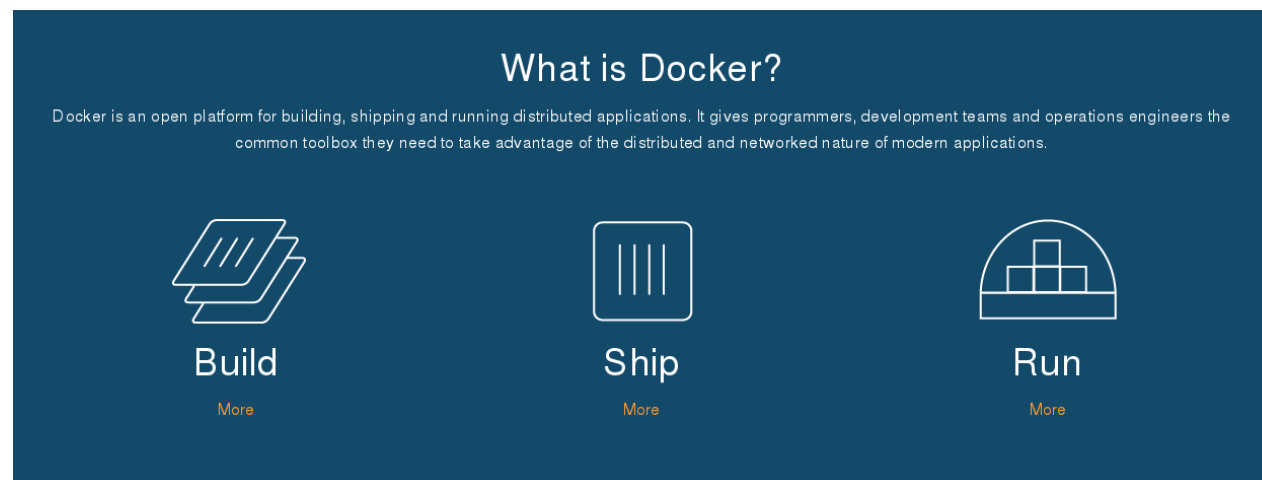 What is Docker?
Docker is an open platform for building, shipping and running distributed applications. It gives programmers, development teams and operations engineers the
common toolbox they need to take advantage of the distributed and networked nature of modern applications.
Build
Ship
Run
More
More
More